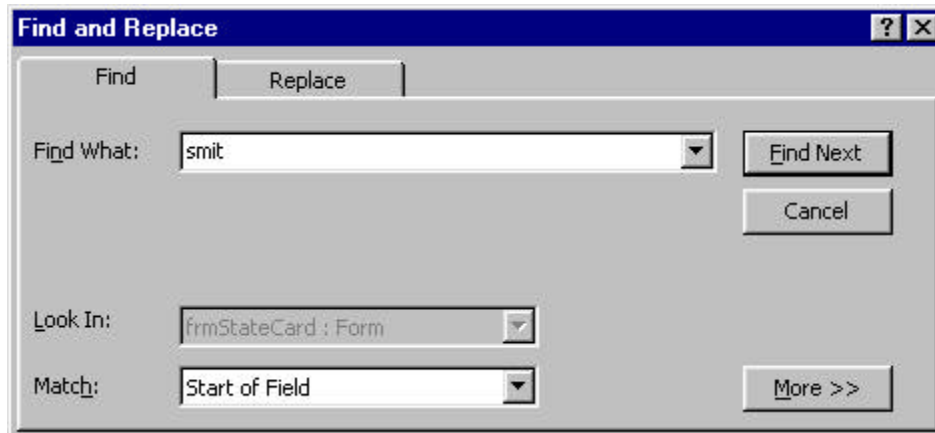 Find and Replace
Find Replace
Find What: smit Find Next
Cancel
Look In: frmStateCard : Form
Match: Start of Field More >>